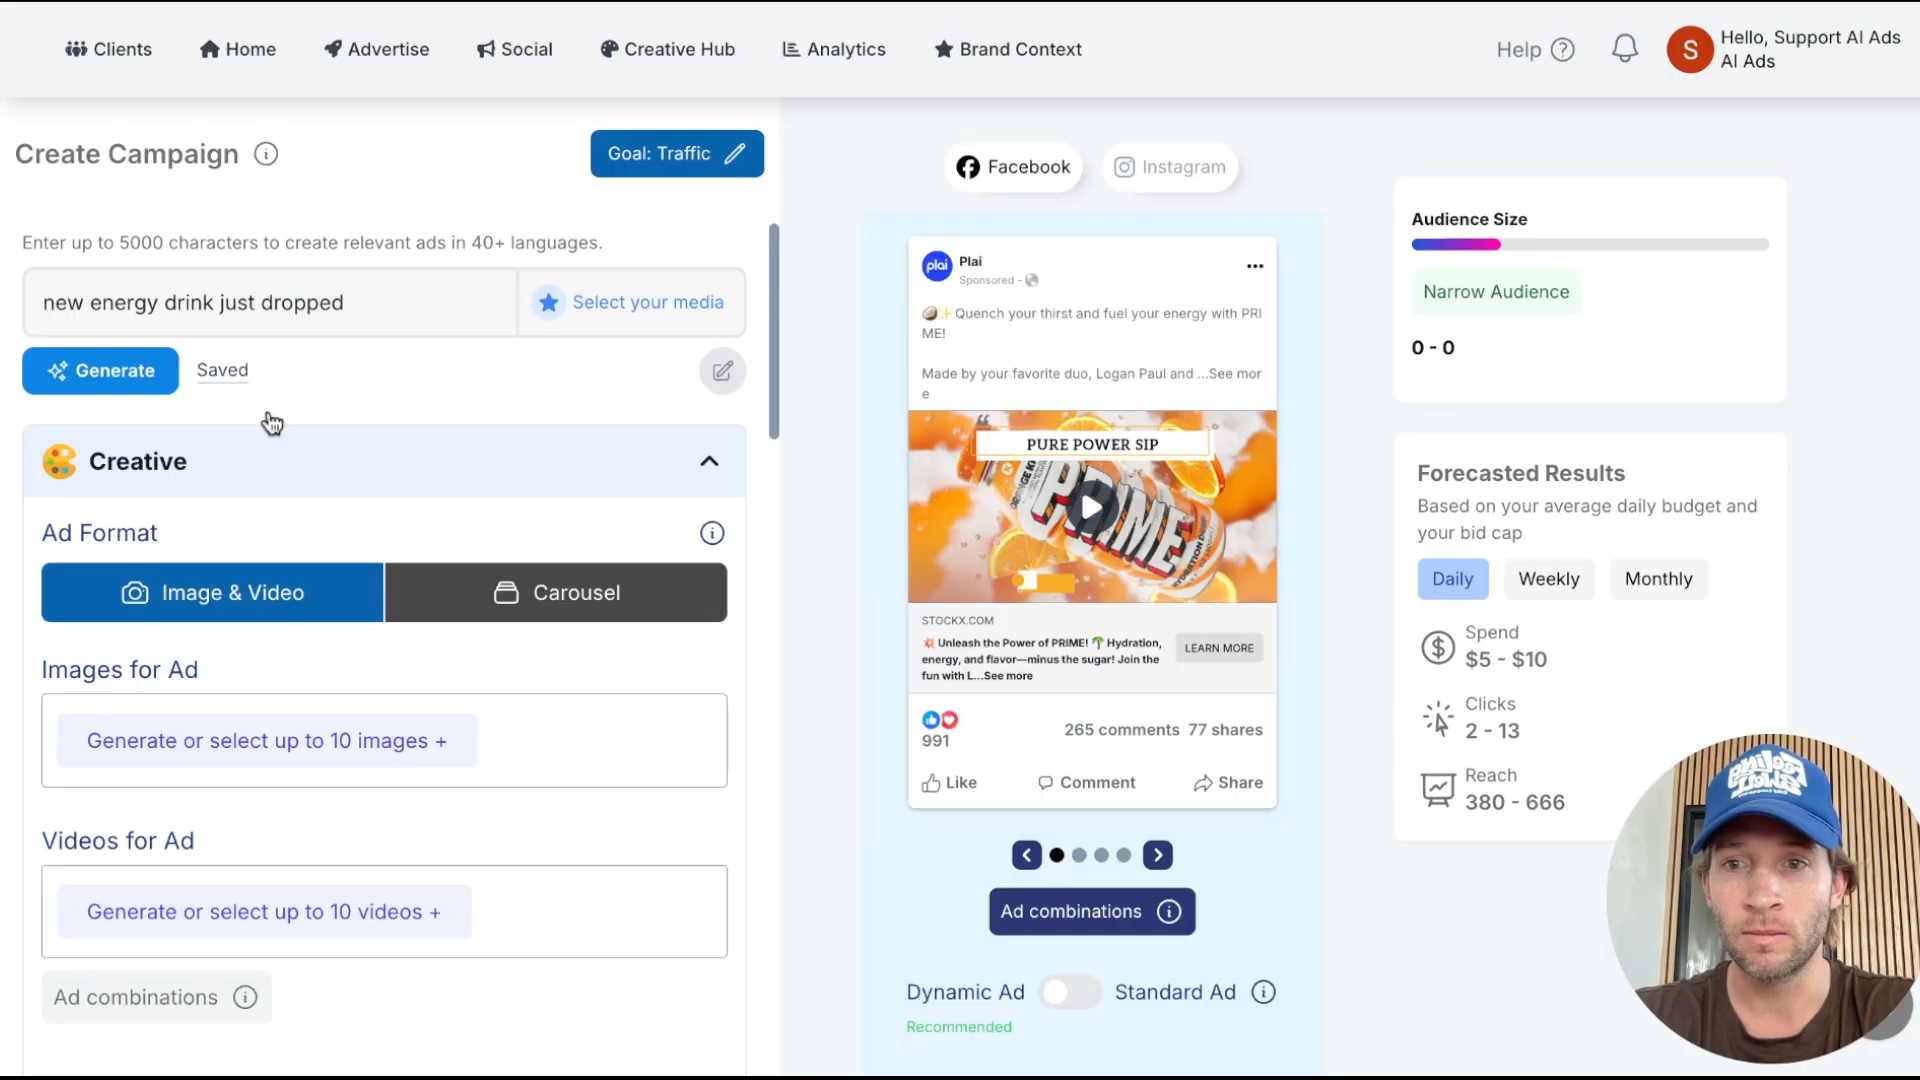 Clients
Home
Advertise
Social
Creative Hub
Analytics
Brand Context
Help
S
Hello, Support AI Ads
AI Ads
Create Campaign
Goal: Traffic
Enter up to 5000 characters to create relevant ads in 40+ languages.
new energy drink just dropped
Select your media
Generate
Saved
Creative
Ad Format
Image & Video
Carousel
Images for Ad
Generate or select up to 10 images +
Videos for Ad
Generate or select up to 10 videos +
Ad combinations
Facebook
Instagram
plai
Plai
Sponsored -
Quench your thirst and fuel your energy with PRI
ME!
Made by your favorite duo, Logan Paul and ...See mor
e
PURE POWER SIP
PRIME
STOCKX.COM
Unleash the Power of PRIME! Hydration,
energy, and flavor—minus the sugar! Join the
fun with L...See more
LEARN MORE
991
265 comments 77 shares
Like
Comment
Share
Ad combinations
Dynamic Ad
Standard Ad
Recommended
Audience Size
Narrow Audience
0 - 0
Forecasted Results
Based on your average daily budget and
your bid cap
Daily
Weekly
Monthly
Spend
$5 - $10
Clicks
2 - 13
Reach
380 - 666